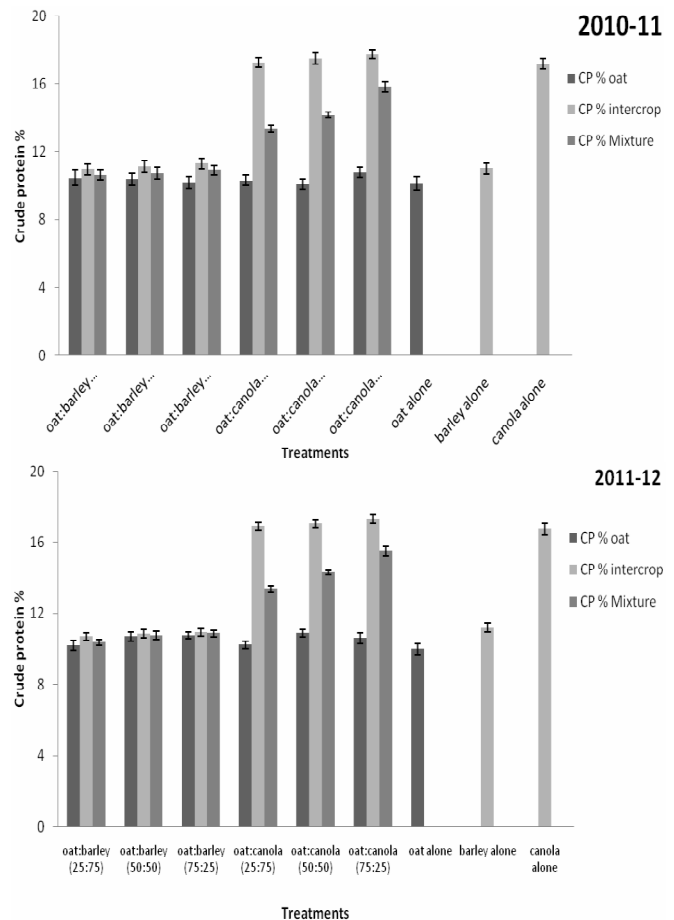 2010-11
20
16
12
8
4
0
Crude protein %
CP % oat
CP % intercrop
CP % Mixture
oat:barley...
oat:barley...
oat:barley...
oat:canola...
oat:canola...
oat:canola...
oat alone
barley alone
canola alone
Treatments
2011-12
20
16
12
8
4
0
Crude protein %
CP % oat
CP % intercrop
CP % Mixture
oat:barley
(25:75)
oat:barley
(50:50)
oat:barley
(75:25)
oat:canola
(25:75)
oat:canola
(50:50)
oat:canola
(75:25)
oat alone
barley alone
canola
alone
Treatments